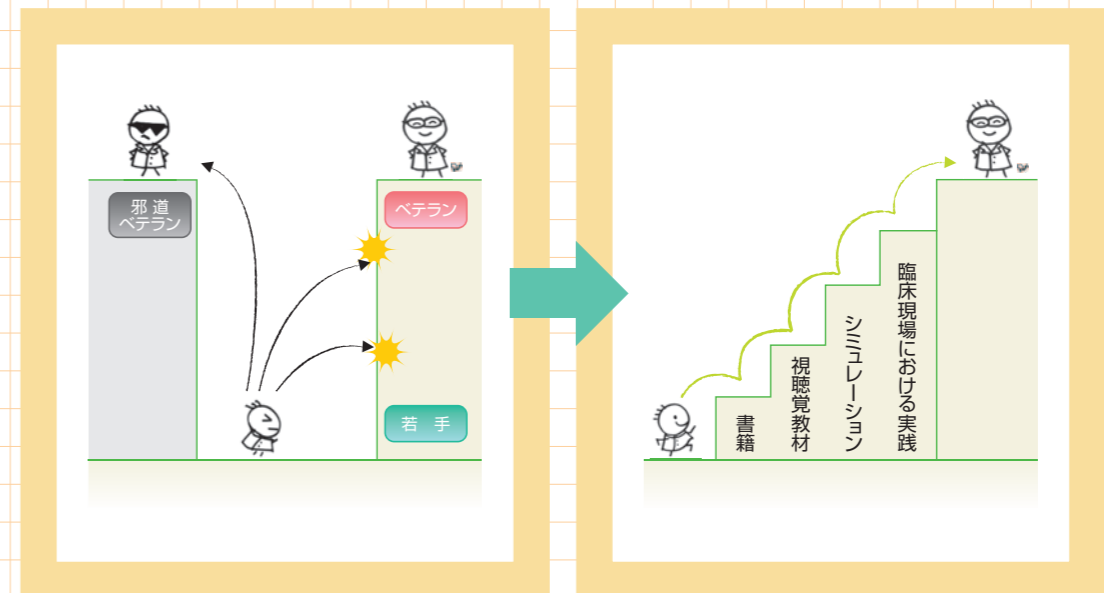 邪道
ベテラン
ベテラン
若手
書籍
視聴覚教材
シミュレーション
臨床現場における実践